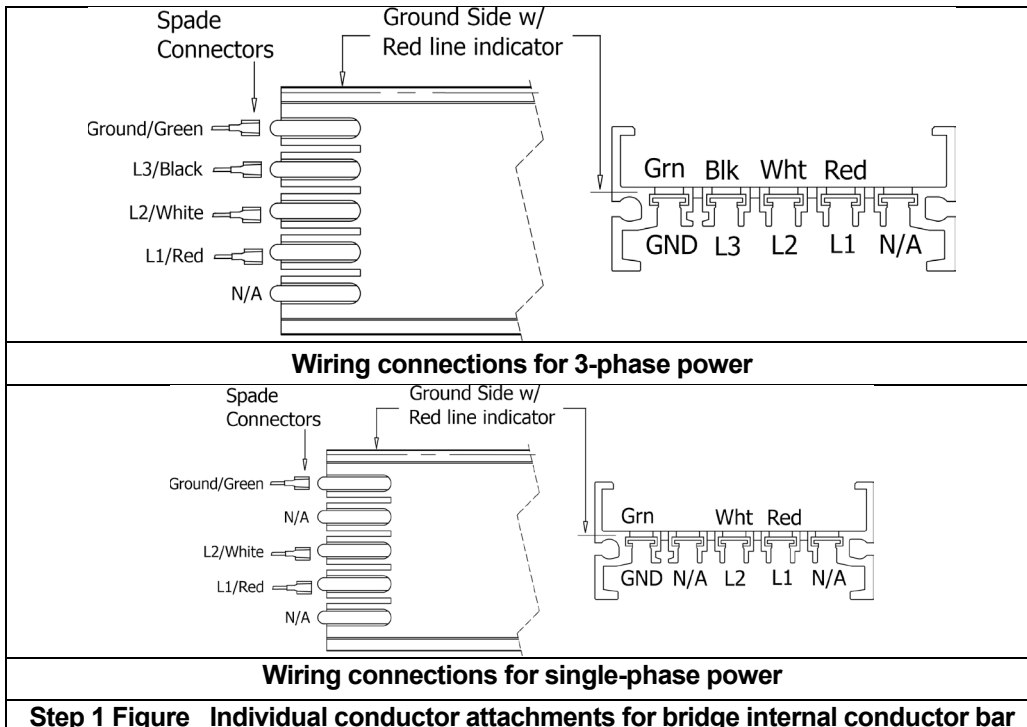 Spade
Connectors
Ground Side w/
Red line indicator
Ground/Green
L3/Black
L2/White
L1/Red
N/A
Grn Blk Wht Red
GND L3 L2 L1 N/A
Wiring connections for 3-phase power
Spade
Connectors
Ground Side w/
Red line indicator
Ground/Green
N/A
L2/White
L1/Red
N/A
Grn Wht Red
GND N/A L2 L1 N/A
Wiring connections for single-phase power
Step 1 Figure Individual conductor attachments for bridge internal conductor bar